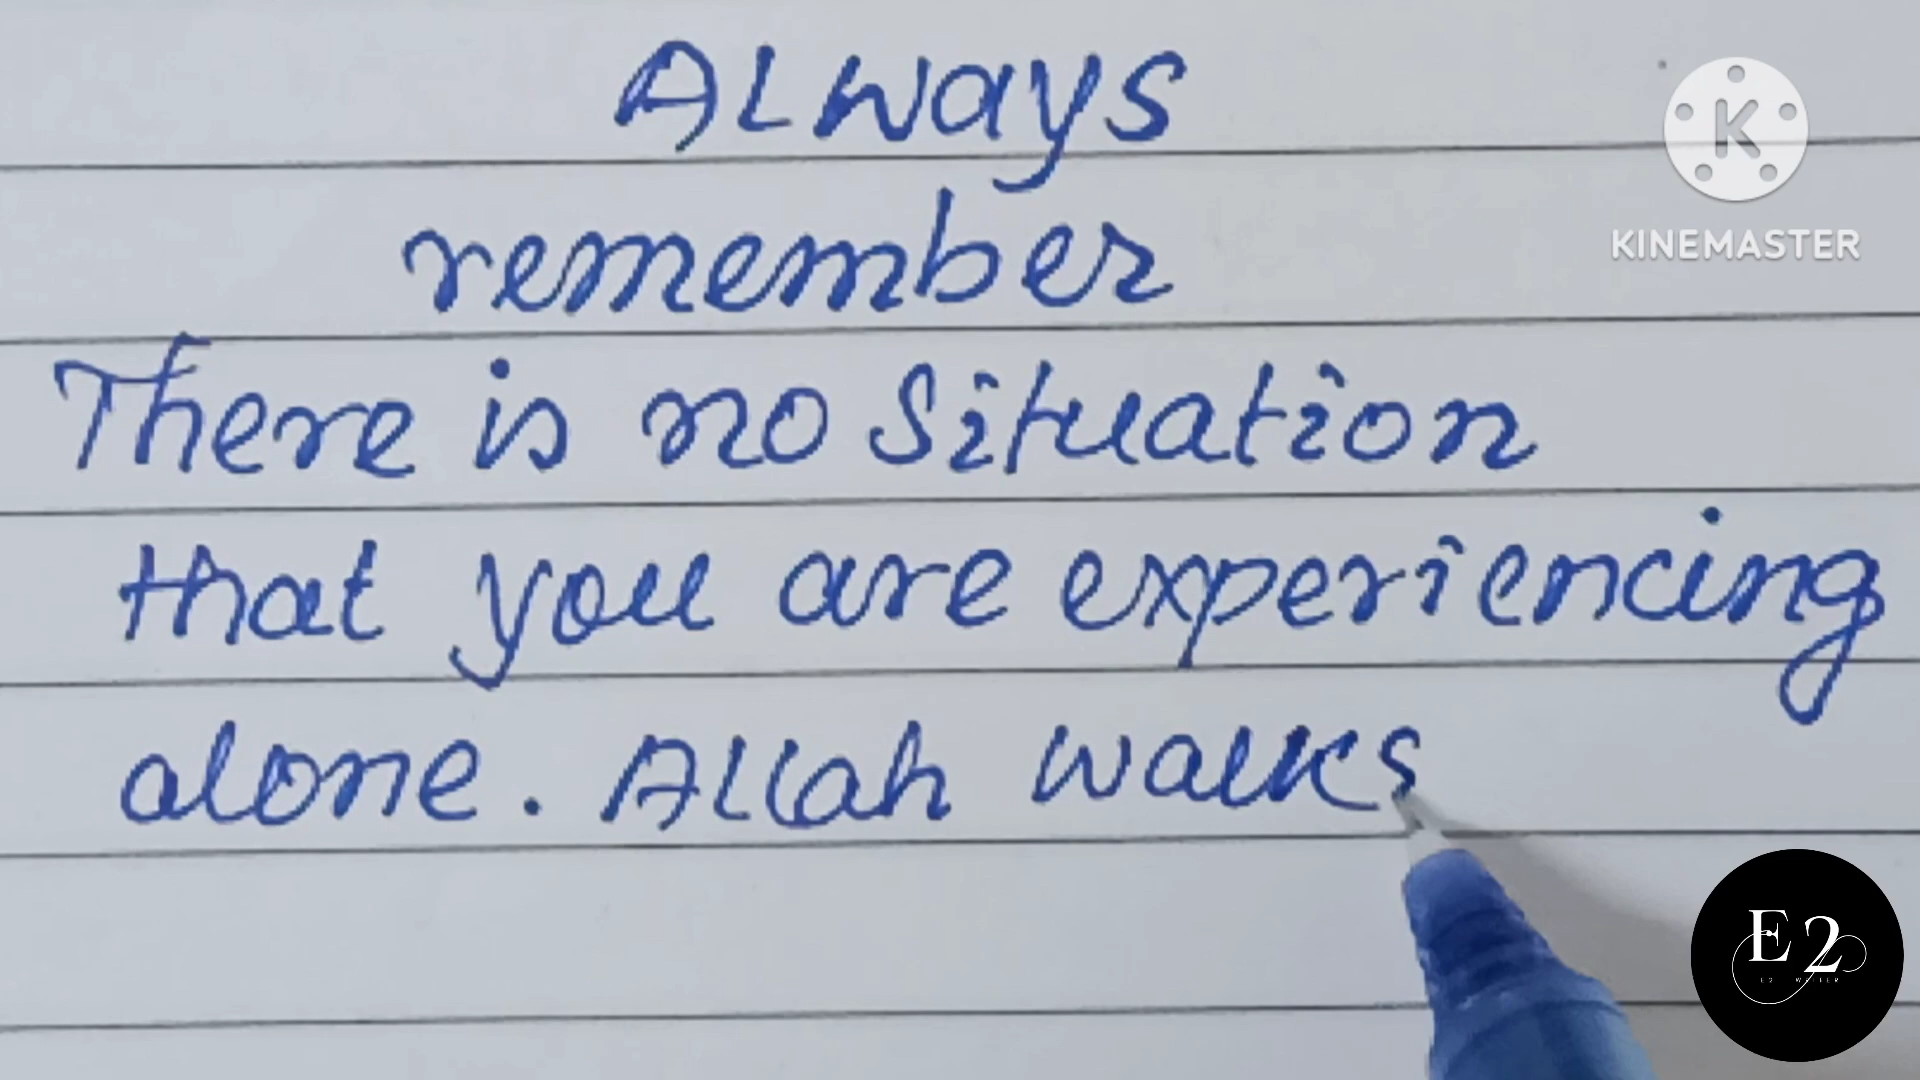 Always
remember
There is no situation
that you are experiencing
alone. Allah walks
KINEMASTER
E2